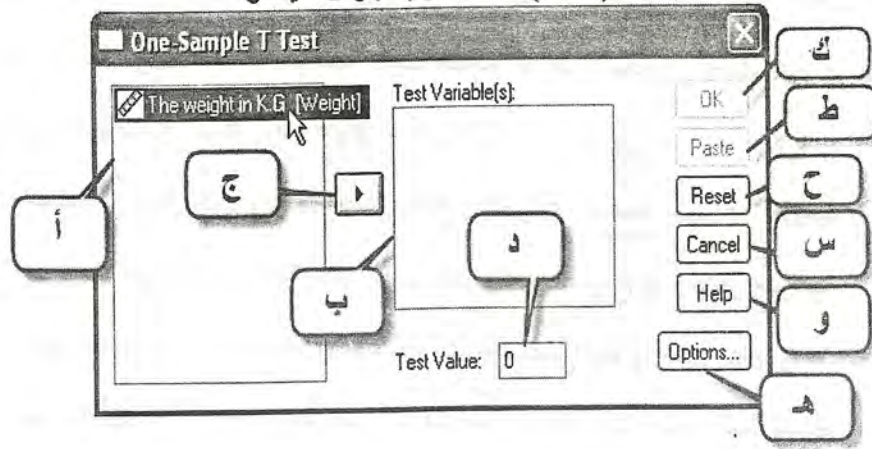 One-Sample T Test
ك
The weight in K.G [Weight]
Test Variable(s):
OK
ط
Paste
ج
Reset
ح
أ
Cancel
س
د
ب
Help
و
Test Value: 0
Options...
هـ